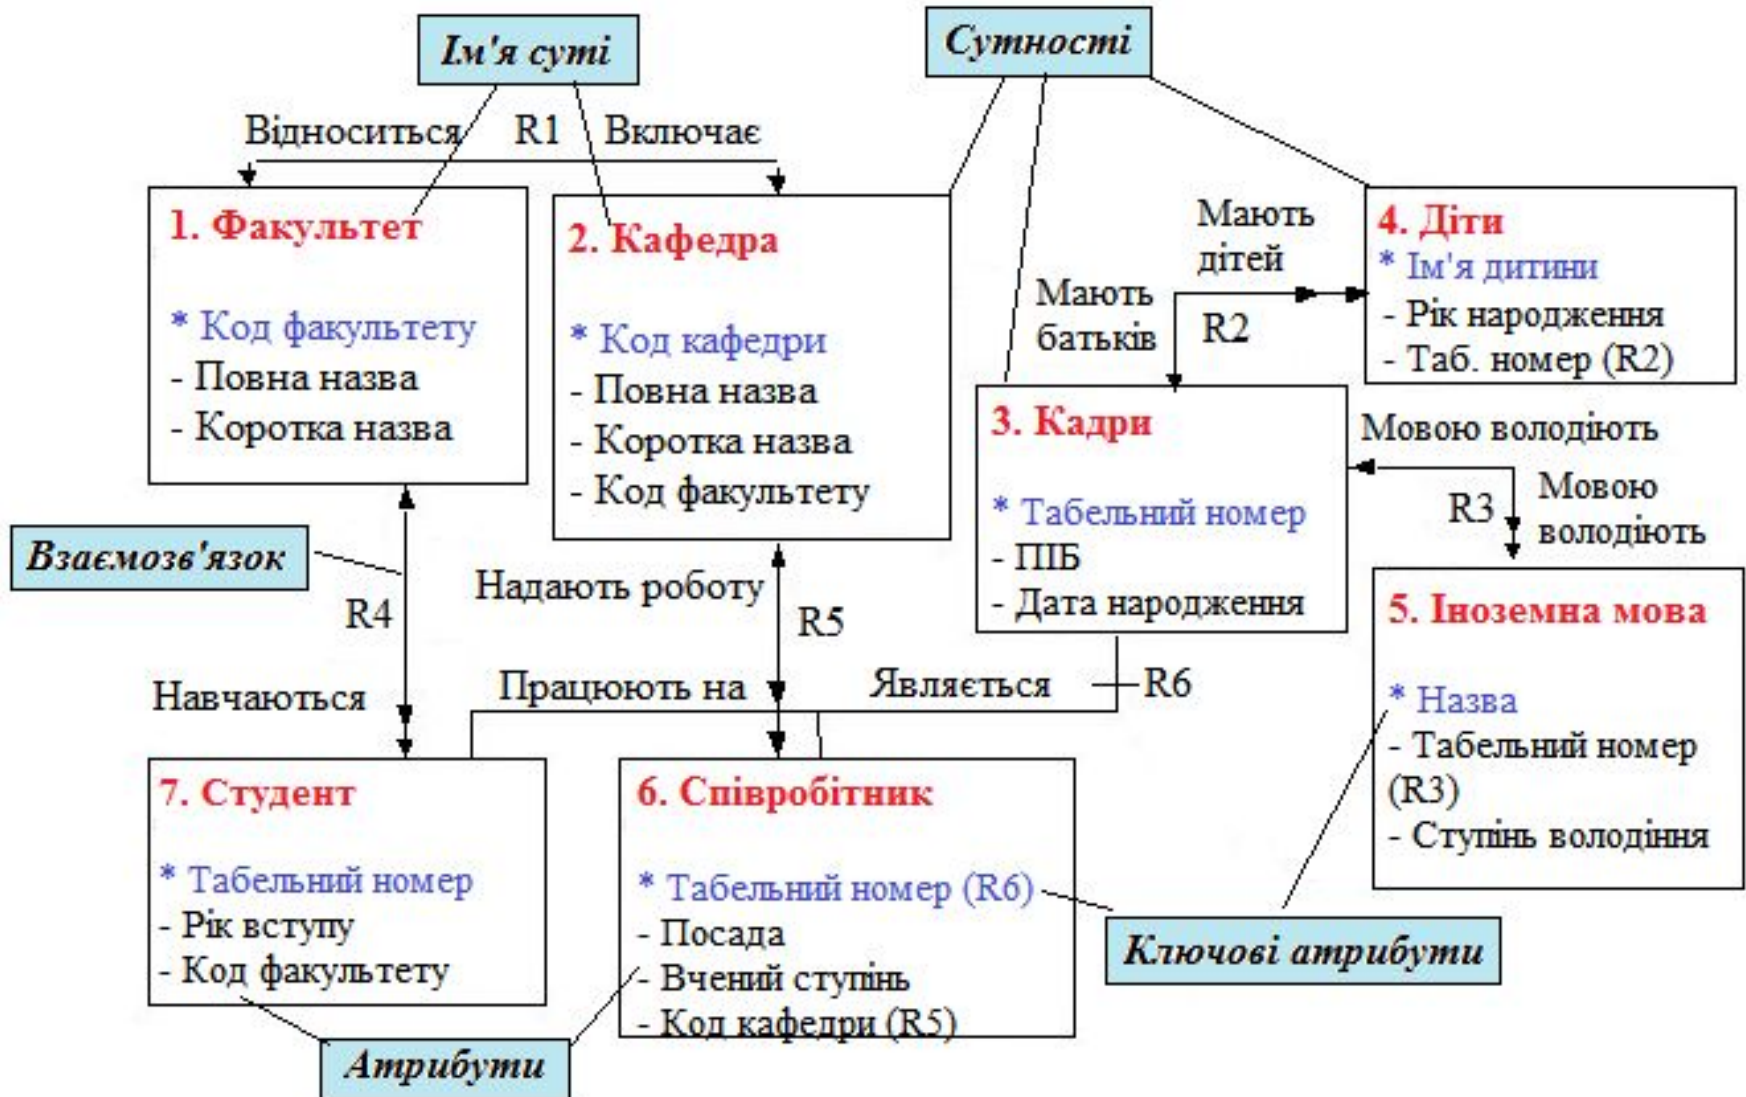 Ім'я суті
Сутності
Відноситься R1 Включає
1. Факультет
* Код факультету
- Повна назва
- Коротка назва
2. Кафедра
* Код кафедри
- Повна назва
- Коротка назва
- Код факультету
Мають
дітей
Мають
батьків
R2
4. Діти
* Ім'я дитини
- Рік народження
- Таб. номер (R2)
3. Кадри
* Табельний номер
- ПІБ
- Дата народження
Мовою володіють
R3
Мовою
володіють
5. Іноземна мова
* Назва
- Табельний номер
(R3)
- Ступінь володіння
Взаємозв'язок
R4
Навчаються
Надають роботу
R5
Працюють на
Являється
R6
7. Студент
* Табельний номер
- Рік вступу
- Код факультету
6. Співробітник
* Табельний номер (R6)
- Посада
- Вчений ступінь
- Код кафедри (R5)
Ключові атрибути
Атрибути